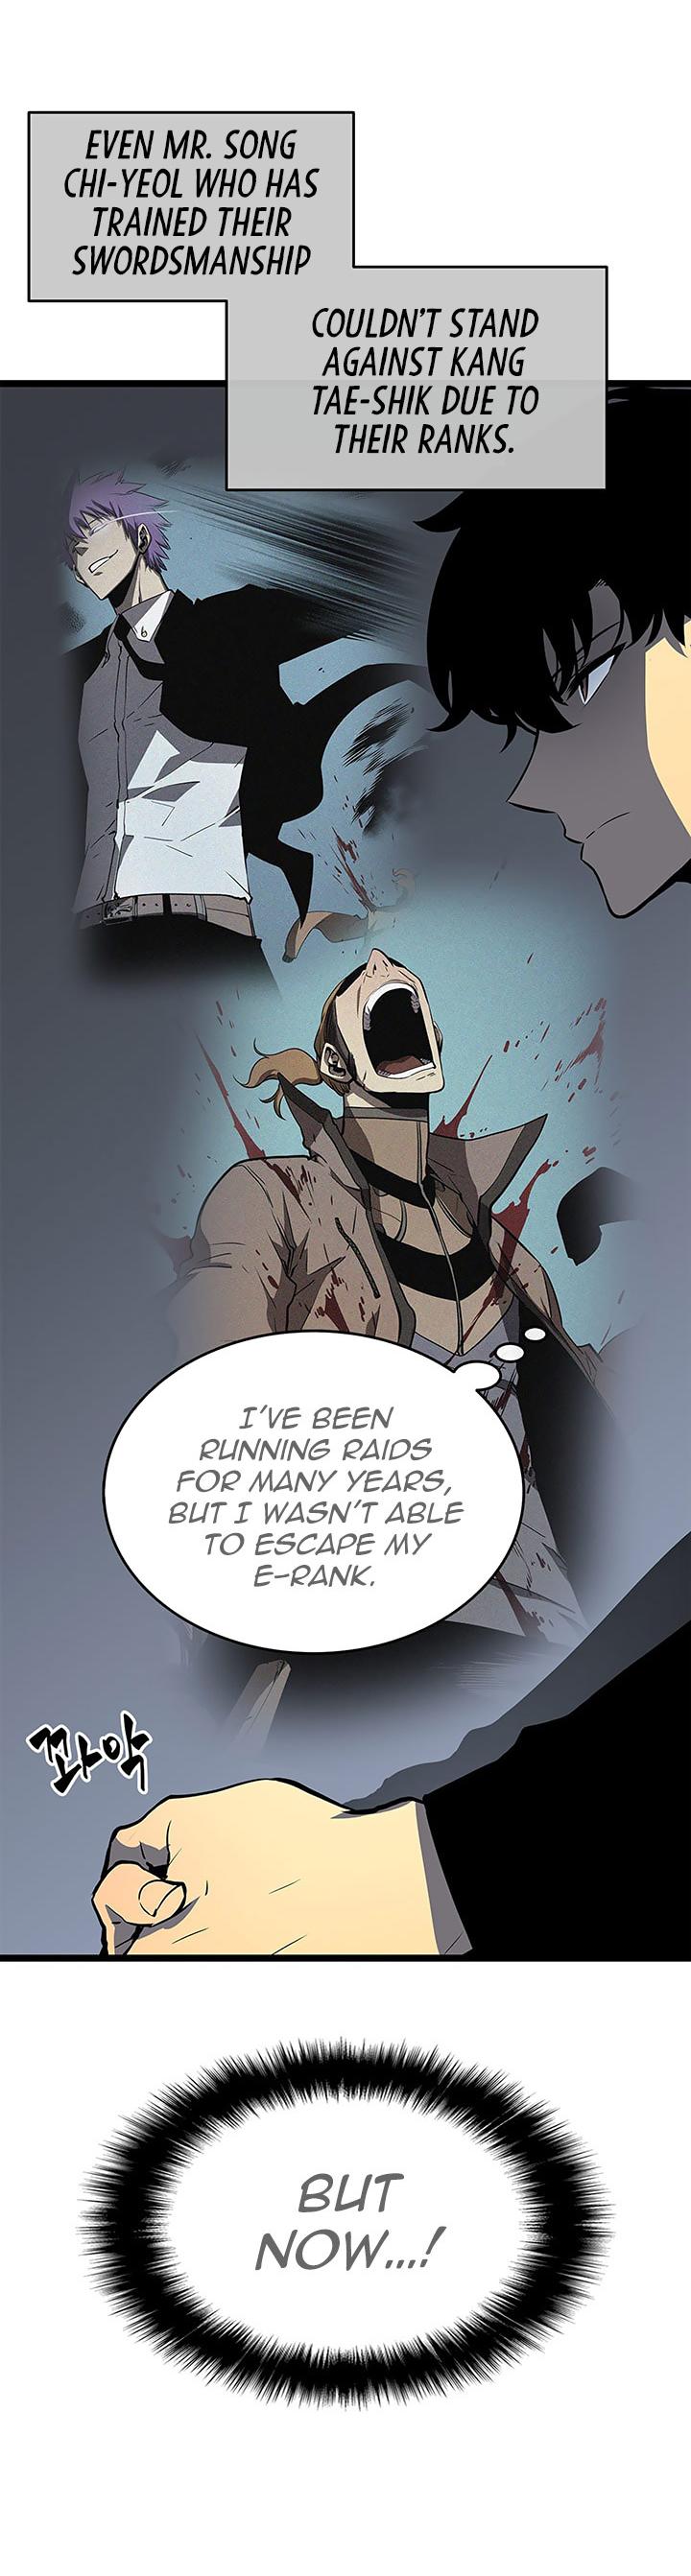 EVEN MR. SONG
CHI-YEOL WHO HAS
TRAINED THEIR
SWORDSMANSHIP
COULDN'T STAND
AGAINST KANG
TAE-SHIK DUE TO
THEIR RANKS.
I'VE BEEN
RUNNING RAIDS
FOR MANY YEARS,
BUT I WASN'T ABLE
TO ESCAPE MY
E-RANK.
꽈악
BUT
NOW...!